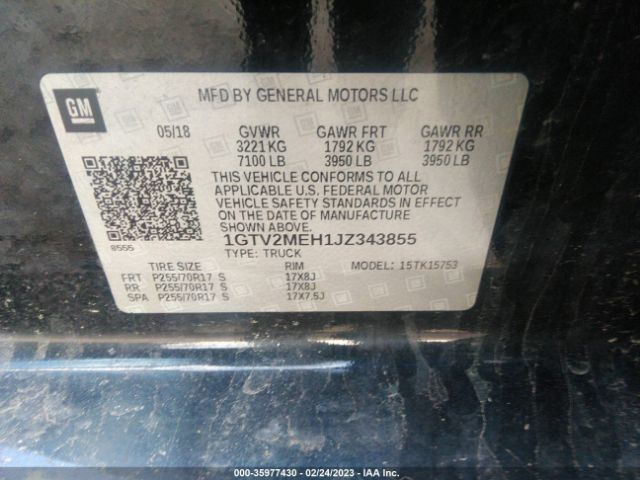 GM
MFD BY GENERAL MOTORS LLC
05/18 GVWR GAWR FRT GAWR RR
3221 KG 1792 KG 1792 KG
7100 LB 3950 LB 3950 LB
THIS VEHICLE CONFORMS TO ALL
APPLICABLE U.S. FEDERAL MOTOR
VEHICLE SAFETY STANDARDS IN EFFECT
ON THE DATE OF MANUFACTURE
SHOWN ABOVE.
8555
1GTV2MEH1JZ343855
TYPE: TRUCK
TIRE SIZE RIM MODEL: 15TK15753
FRT P255/70R17 S 17X8J
RR P255/70R17 S 17X8J
SPA P255/70R17 S 17X7.5J
000-35977430 - 02/24/2023 - IAA Inc.